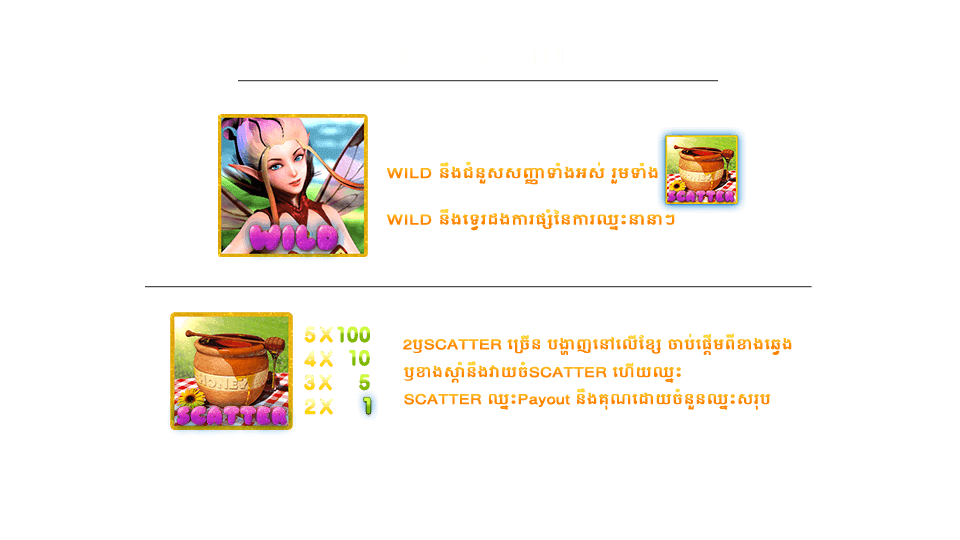 WILD នឹងជំនួសសញ្ញាទាំងអស់ រួមទាំង
SCATTER
WILD
WILD នឹងទ្វេរដងការផ្សំនៃការឈ្នះនានាៗ
5X100
4X 10
3X 5
2X 1
HONEY
SCATTER
2ឫSCATTER ច្រើន បង្ហាញនៅលើខ្សែ ចាប់ផ្តើមពីខាងឆ្វេង
ឫខាងស្តាំនឹងវាយចំSCATTER ហើយឈ្នះ
SCATTER ឈ្នះPayout នឹងគុណដោយចំនួនឈ្នះសរុប